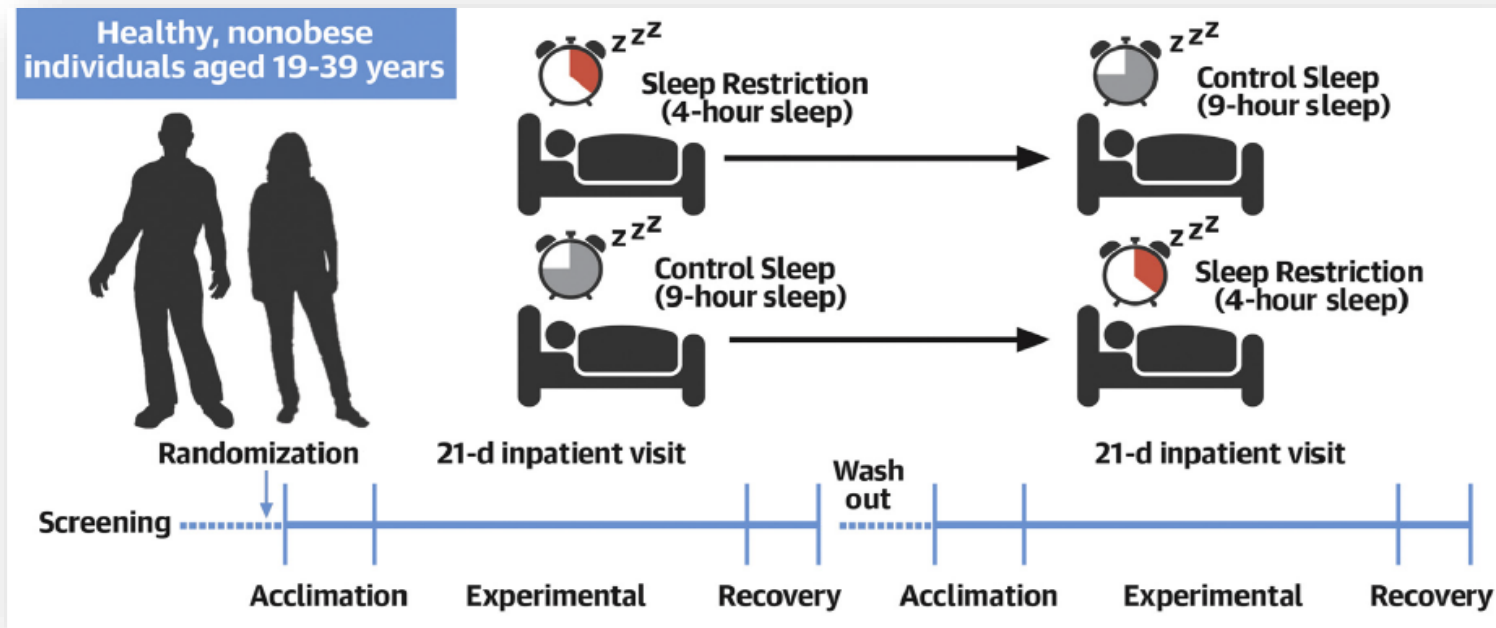 Healthy, nonobese
individuals aged 19-39 years
zzz
Sleep Restriction
(4-hour sleep)
zzz
Control Sleep
(9-hour sleep)
zzz
Control Sleep
(9-hour sleep)
zzz
Sleep Restriction
(4-hour sleep)
Randomization
21-d inpatient visit
Wash
out
21-d inpatient visit
Screening
Acclimation
Experimental
Recovery
Acclimation
Experimental
Recovery